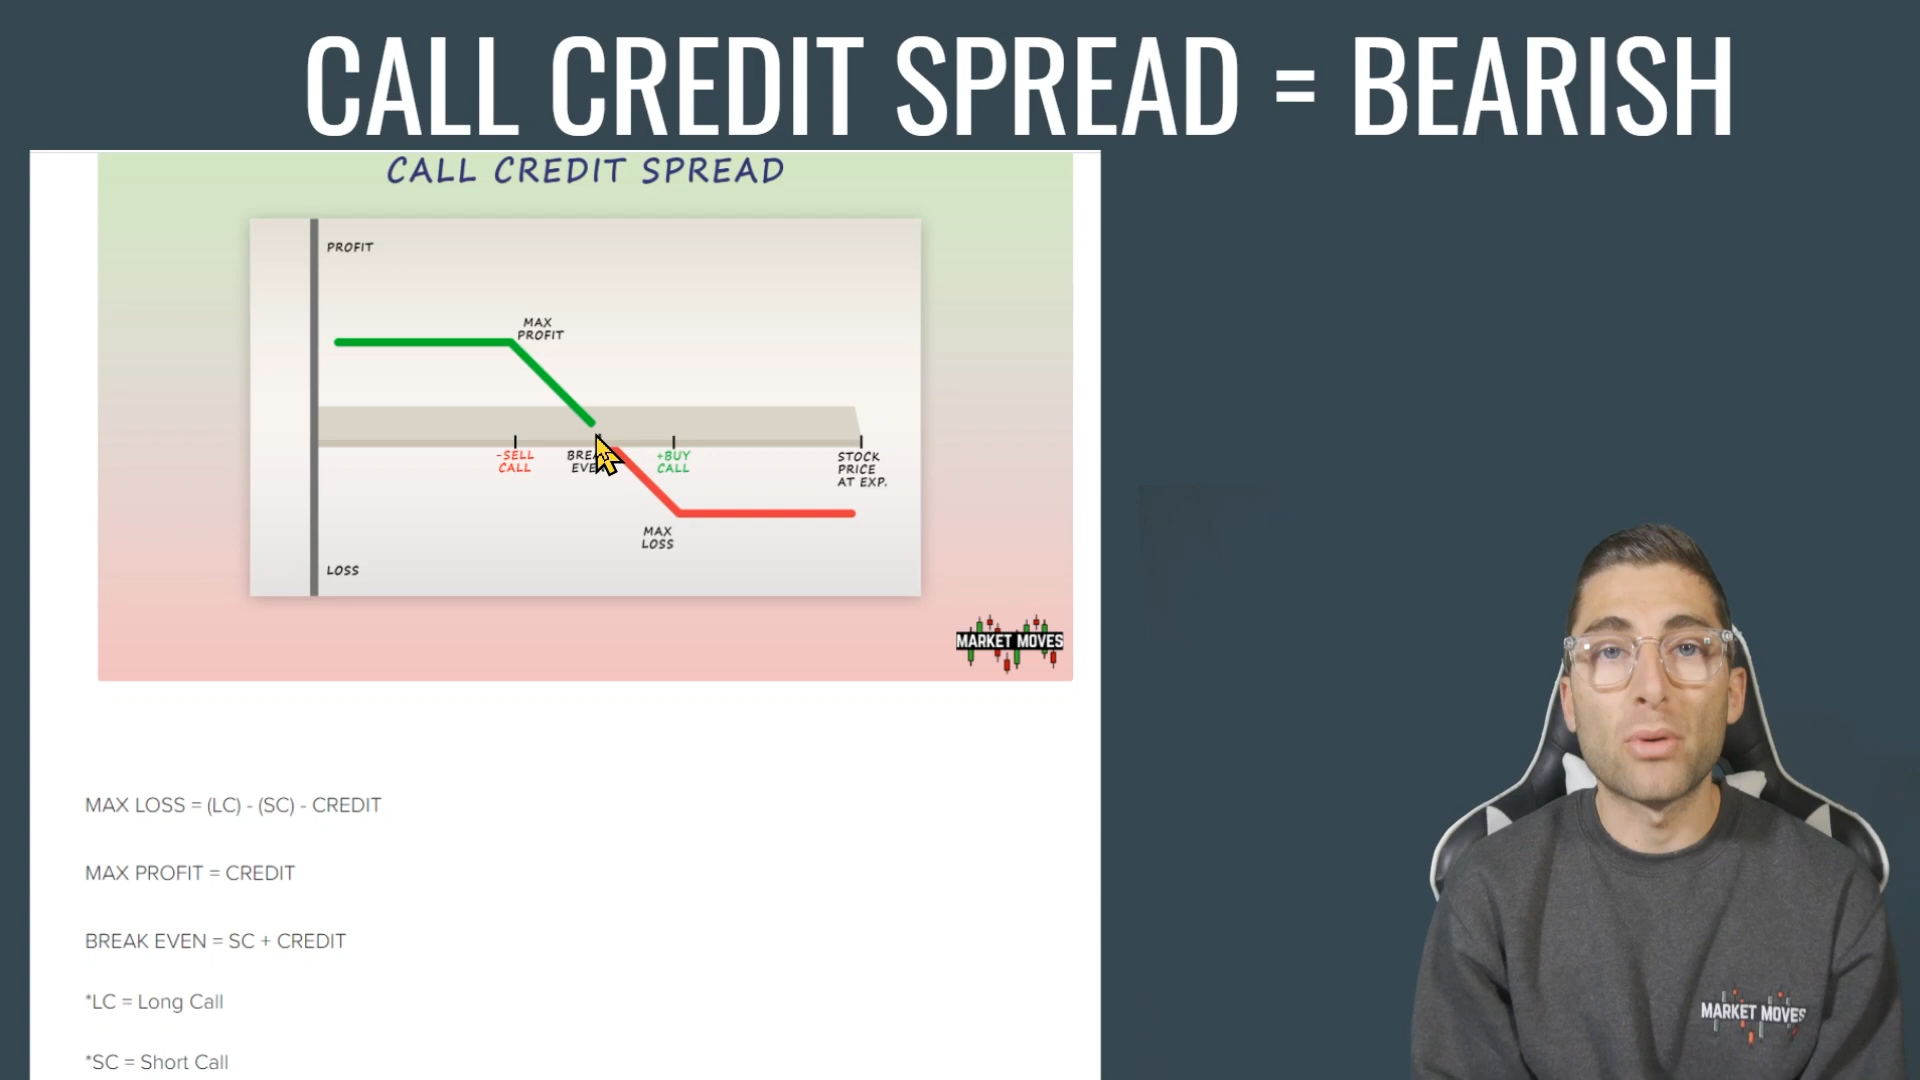 CALL CREDIT SPREAD = BEARISH
CALL CREDIT SPREAD
PROFIT
MAX
PROFIT
-SELL
CALL
+BUY
CALL
STOCK
PRICE
AT EXP.
MAX
LOSS
LOSS
MARKET MOVES
MAX LOSS = (LC) - (SC) - CREDIT
MAX PROFIT = CREDIT
BREAK EVEN = SC + CREDIT
*LC = Long Call
*SC = Short Call
MARKET MOVES